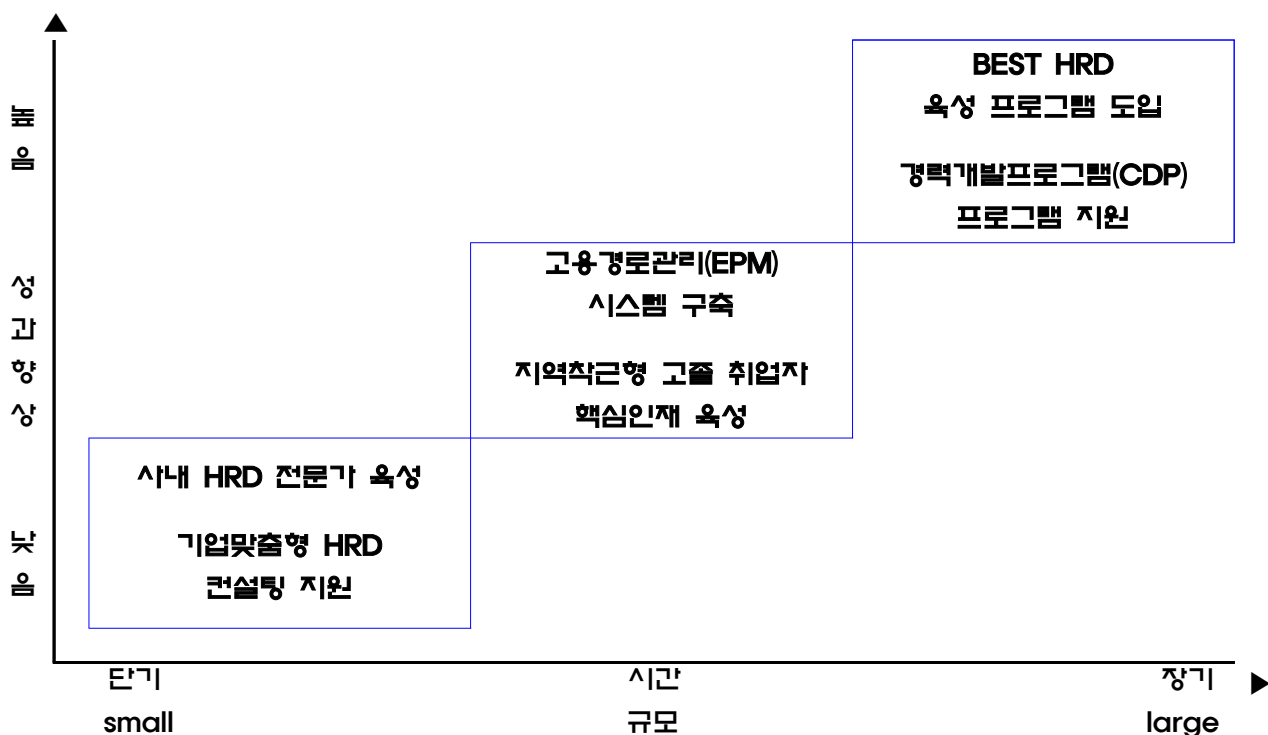 높음
BEST HRD
육성 프로그램 도입
경력개발프로그램(CDP)
프로그램 지원
성과향상
고용경로관리(EPM)
시스템 구축
지역착근형 고졸 취업자
핵심인재 육성
낮음
사내 HRD 전문가 육성
기업맞춤형 HRD
컨설팅 지원
단기 시간 장기
small 규모 large